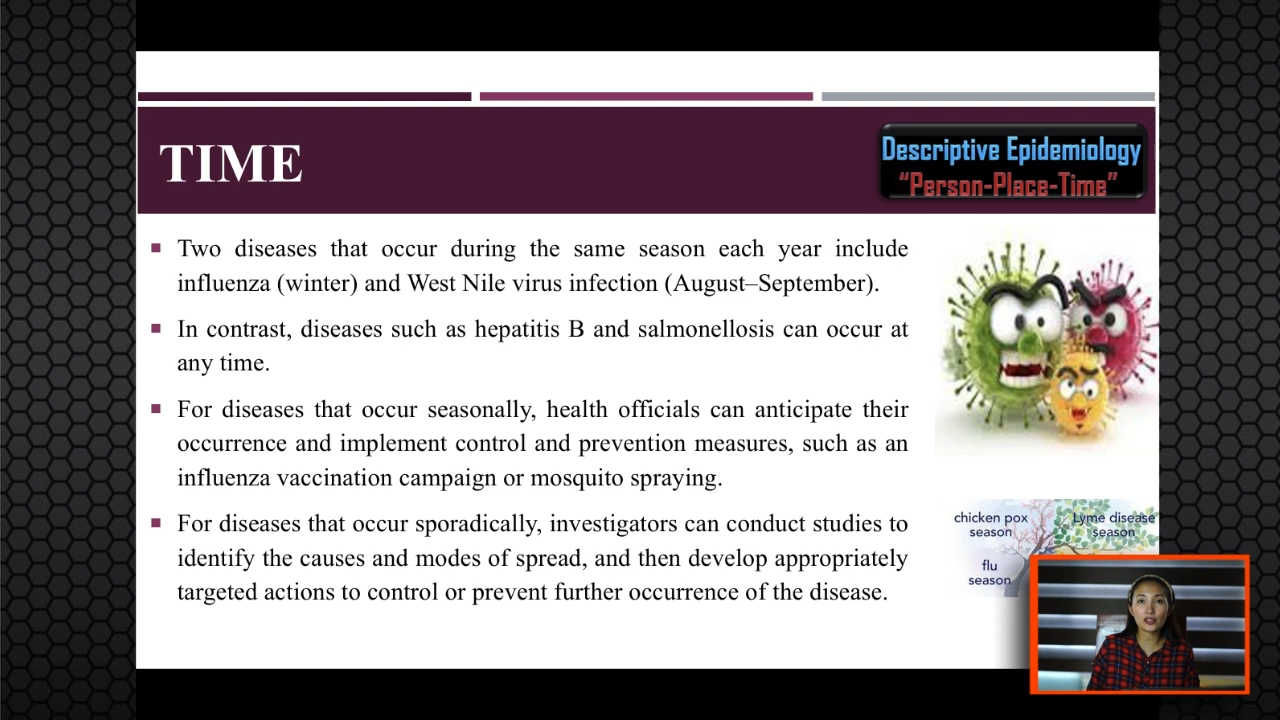 TIME
Descriptive Epidemiology
“Person-Place-Time”
Two diseases that occur during the same season each year include
influenza (winter) and West Nile virus infection (August–September).
In contrast, diseases such as hepatitis B and salmonellosis can occur at
any time.
For diseases that occur seasonally, health officials can anticipate their
occurrence and implement control and prevention measures, such as an
influenza vaccination campaign or mosquito spraying.
For diseases that occur sporadically, investigators can conduct studies to
identify the causes and modes of spread, and then develop appropriately
targeted actions to control or prevent further occurrence of the disease.
chicken pox
season
Lyme disease
season
flu
season